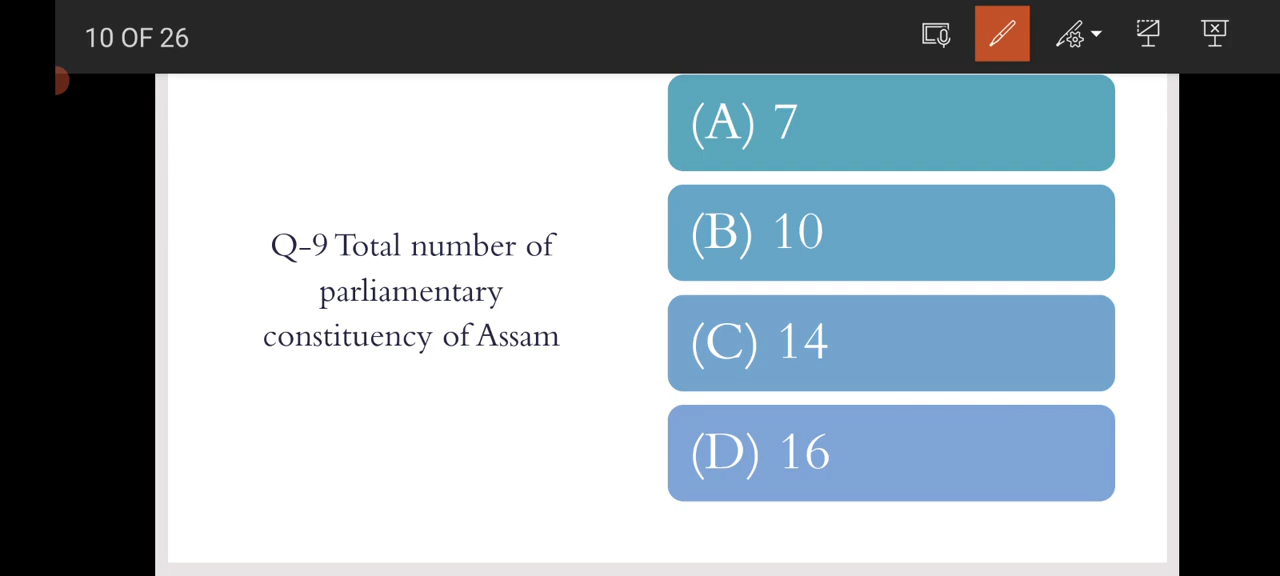 10 OF 26
(A) 7
(B) 10
Q-9 Total number of
parliamentary
constituency of Assam
(C) 14
(D) 16